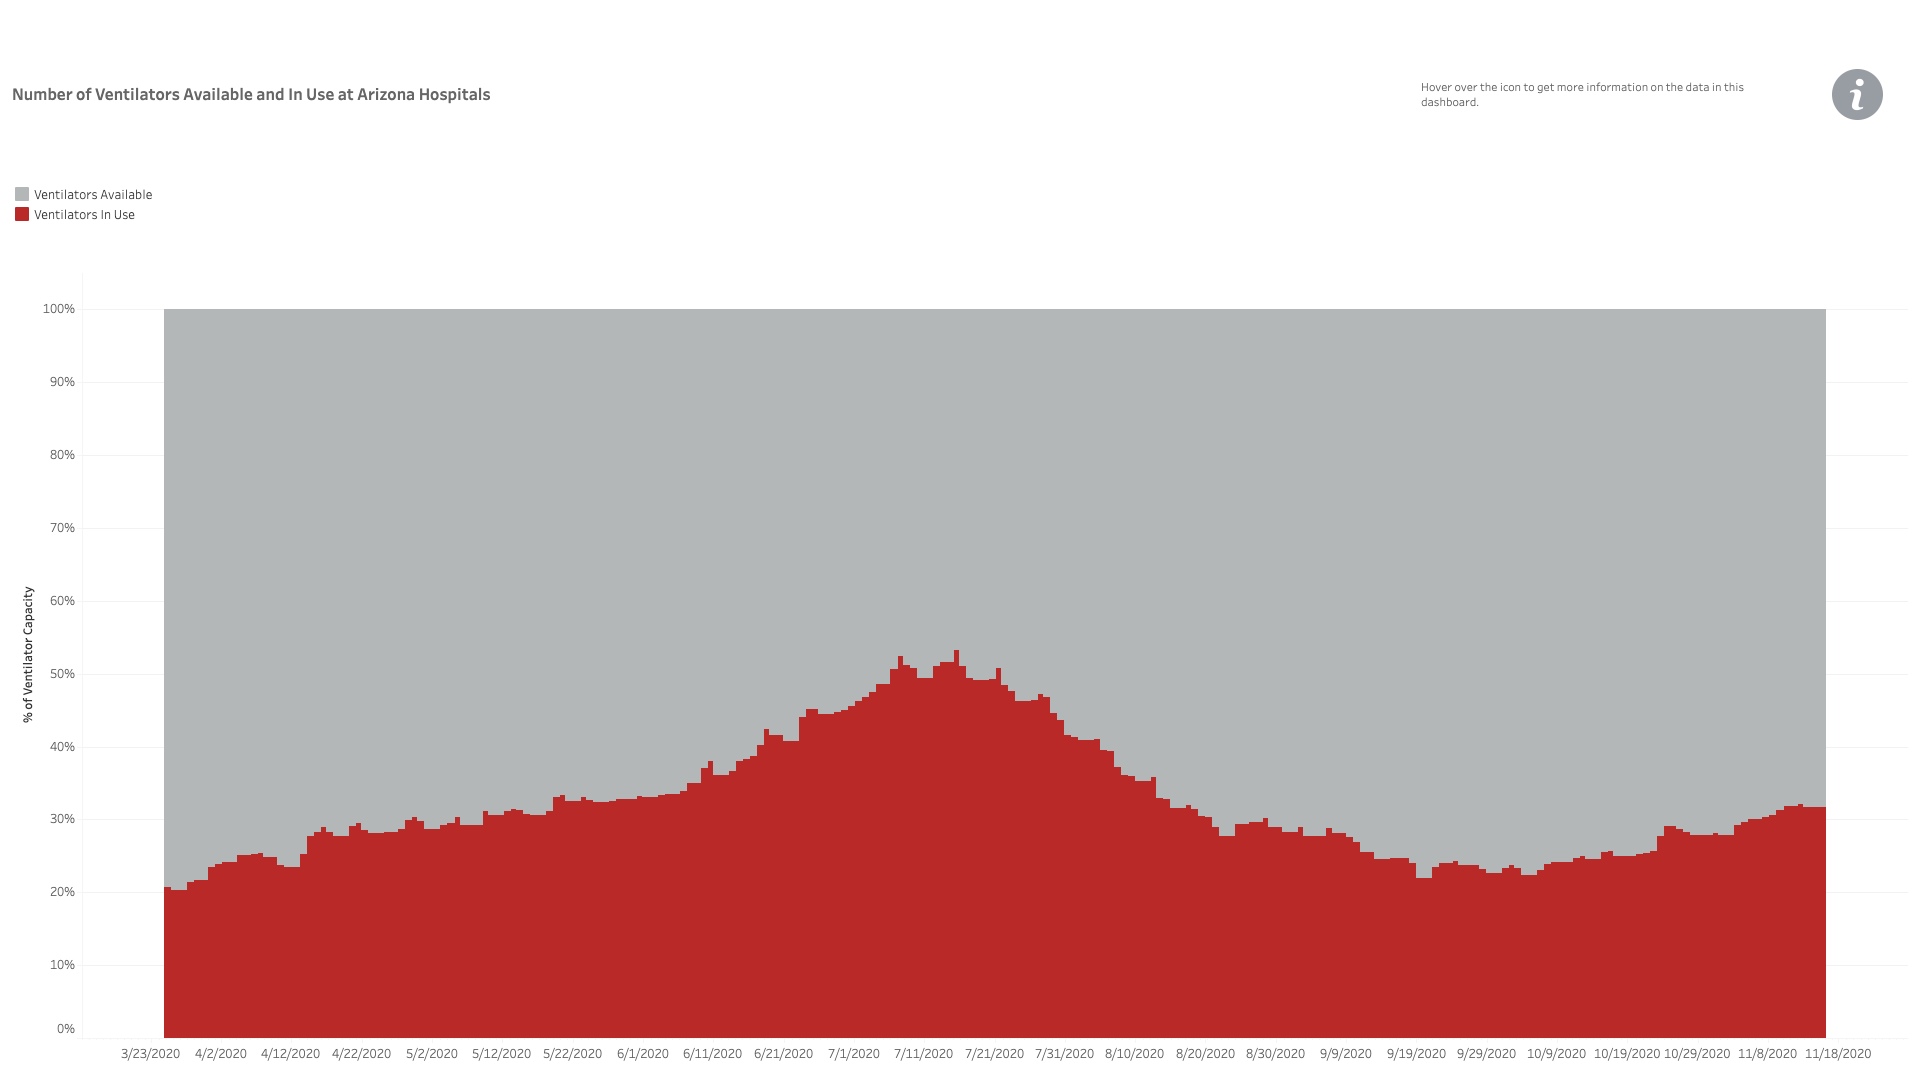 Number of Ventilators Available and In Use at Arizona Hospitals
Hover over the icon to get more information on the data in this
dashboard.
i
Ventilators Available
Ventilators In Use
% of Ventilator Capacity
100%
90%
80%
70%
60%
50%
40%
30%
20%
10%
0%
3/23/2020 4/2/2020 4/12/2020 4/22/2020 5/2/2020 5/12/2020 5/22/2020 6/1/2020 6/11/2020 6/21/2020 7/1/2020 7/11/2020 7/21/2020 7/31/2020 8/10/2020 8/20/2020 8/30/2020 9/9/2020 9/19/2020 9/29/2020 10/9/2020 10/19/2020 10/29/2020 11/8/2020 11/18/2020